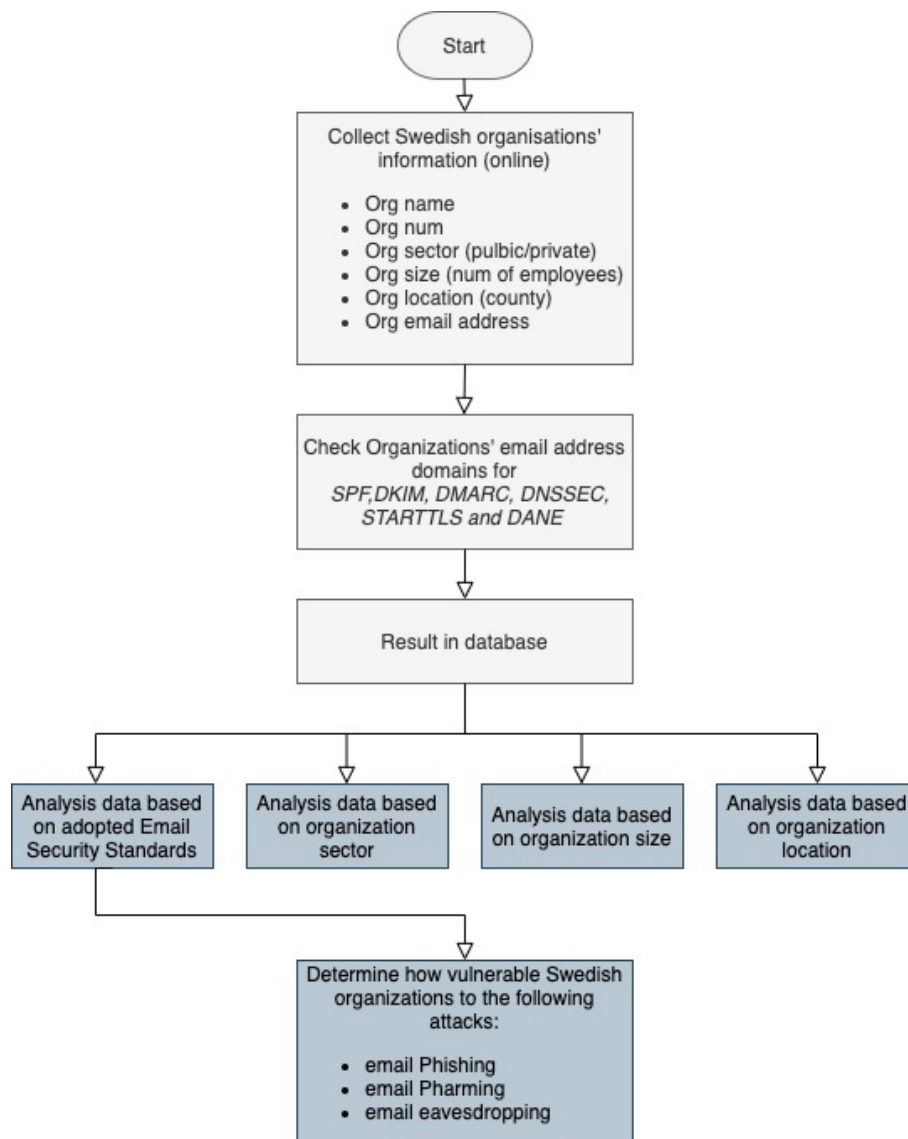 Start
Collect Swedish organisations'
information (online)
• Org name
• Org num
• Org sector (pulbic/private)
• Org size (num of employees)
• Org location (county)
• Org email address
Check Organizations' email address
domains for
SPF,DKIM, DMARC, DNSSEC,
STARTTLS and DANE
Result in database
Analysis data based
on adopted Email
Security Standards
Analysis data based
on organization
sector
Analysis data based
on organization size
Analysis data based
on organization
location
Determine how vulnerable Swedish
organizations to the following
attacks:
• email Phishing
• email Pharming
• email eavesdropping